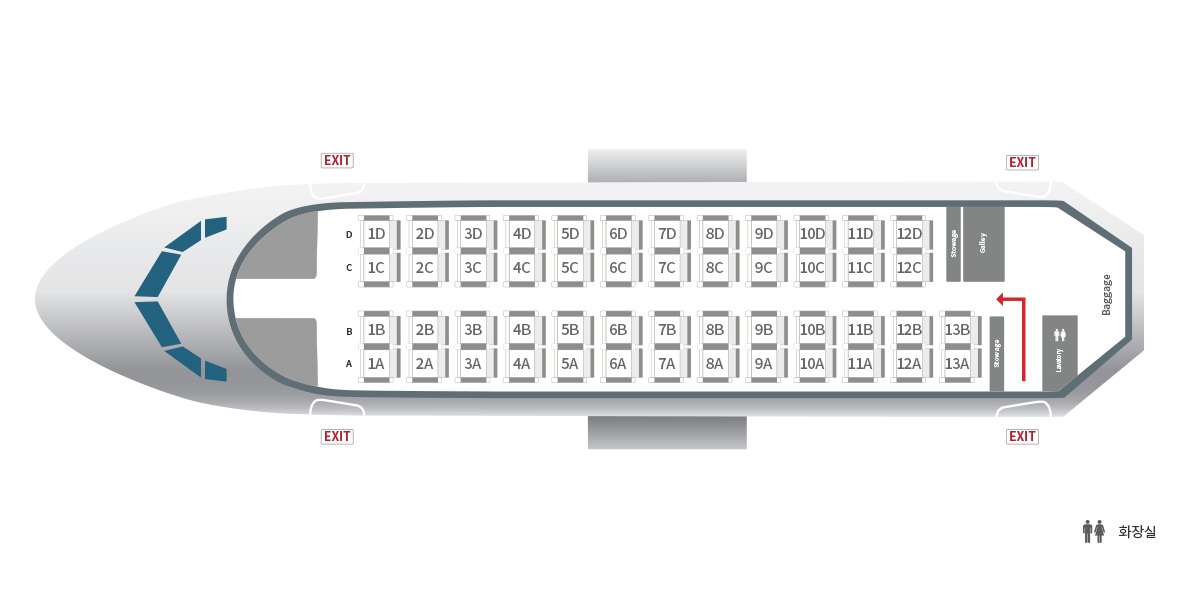 EXIT
EXIT
D 1D 2D 3D 4D 5D 6D 7D 8D 9D 10D 11D 12D
C 1C 2C 3C 4C 5C 6C 7C 8C 9C 10C 11C 12C
Stowage
Galley
B 1B 2B 3B 4B 5B 6B 7B 8B 9B 10B 11B 12B 13B
A 1A 2A 3A 4A 5A 6A 7A 8A 9A 10A 11A 12A 13A
Stowage
Lavatory
Baggage
EXIT
EXIT
화장실